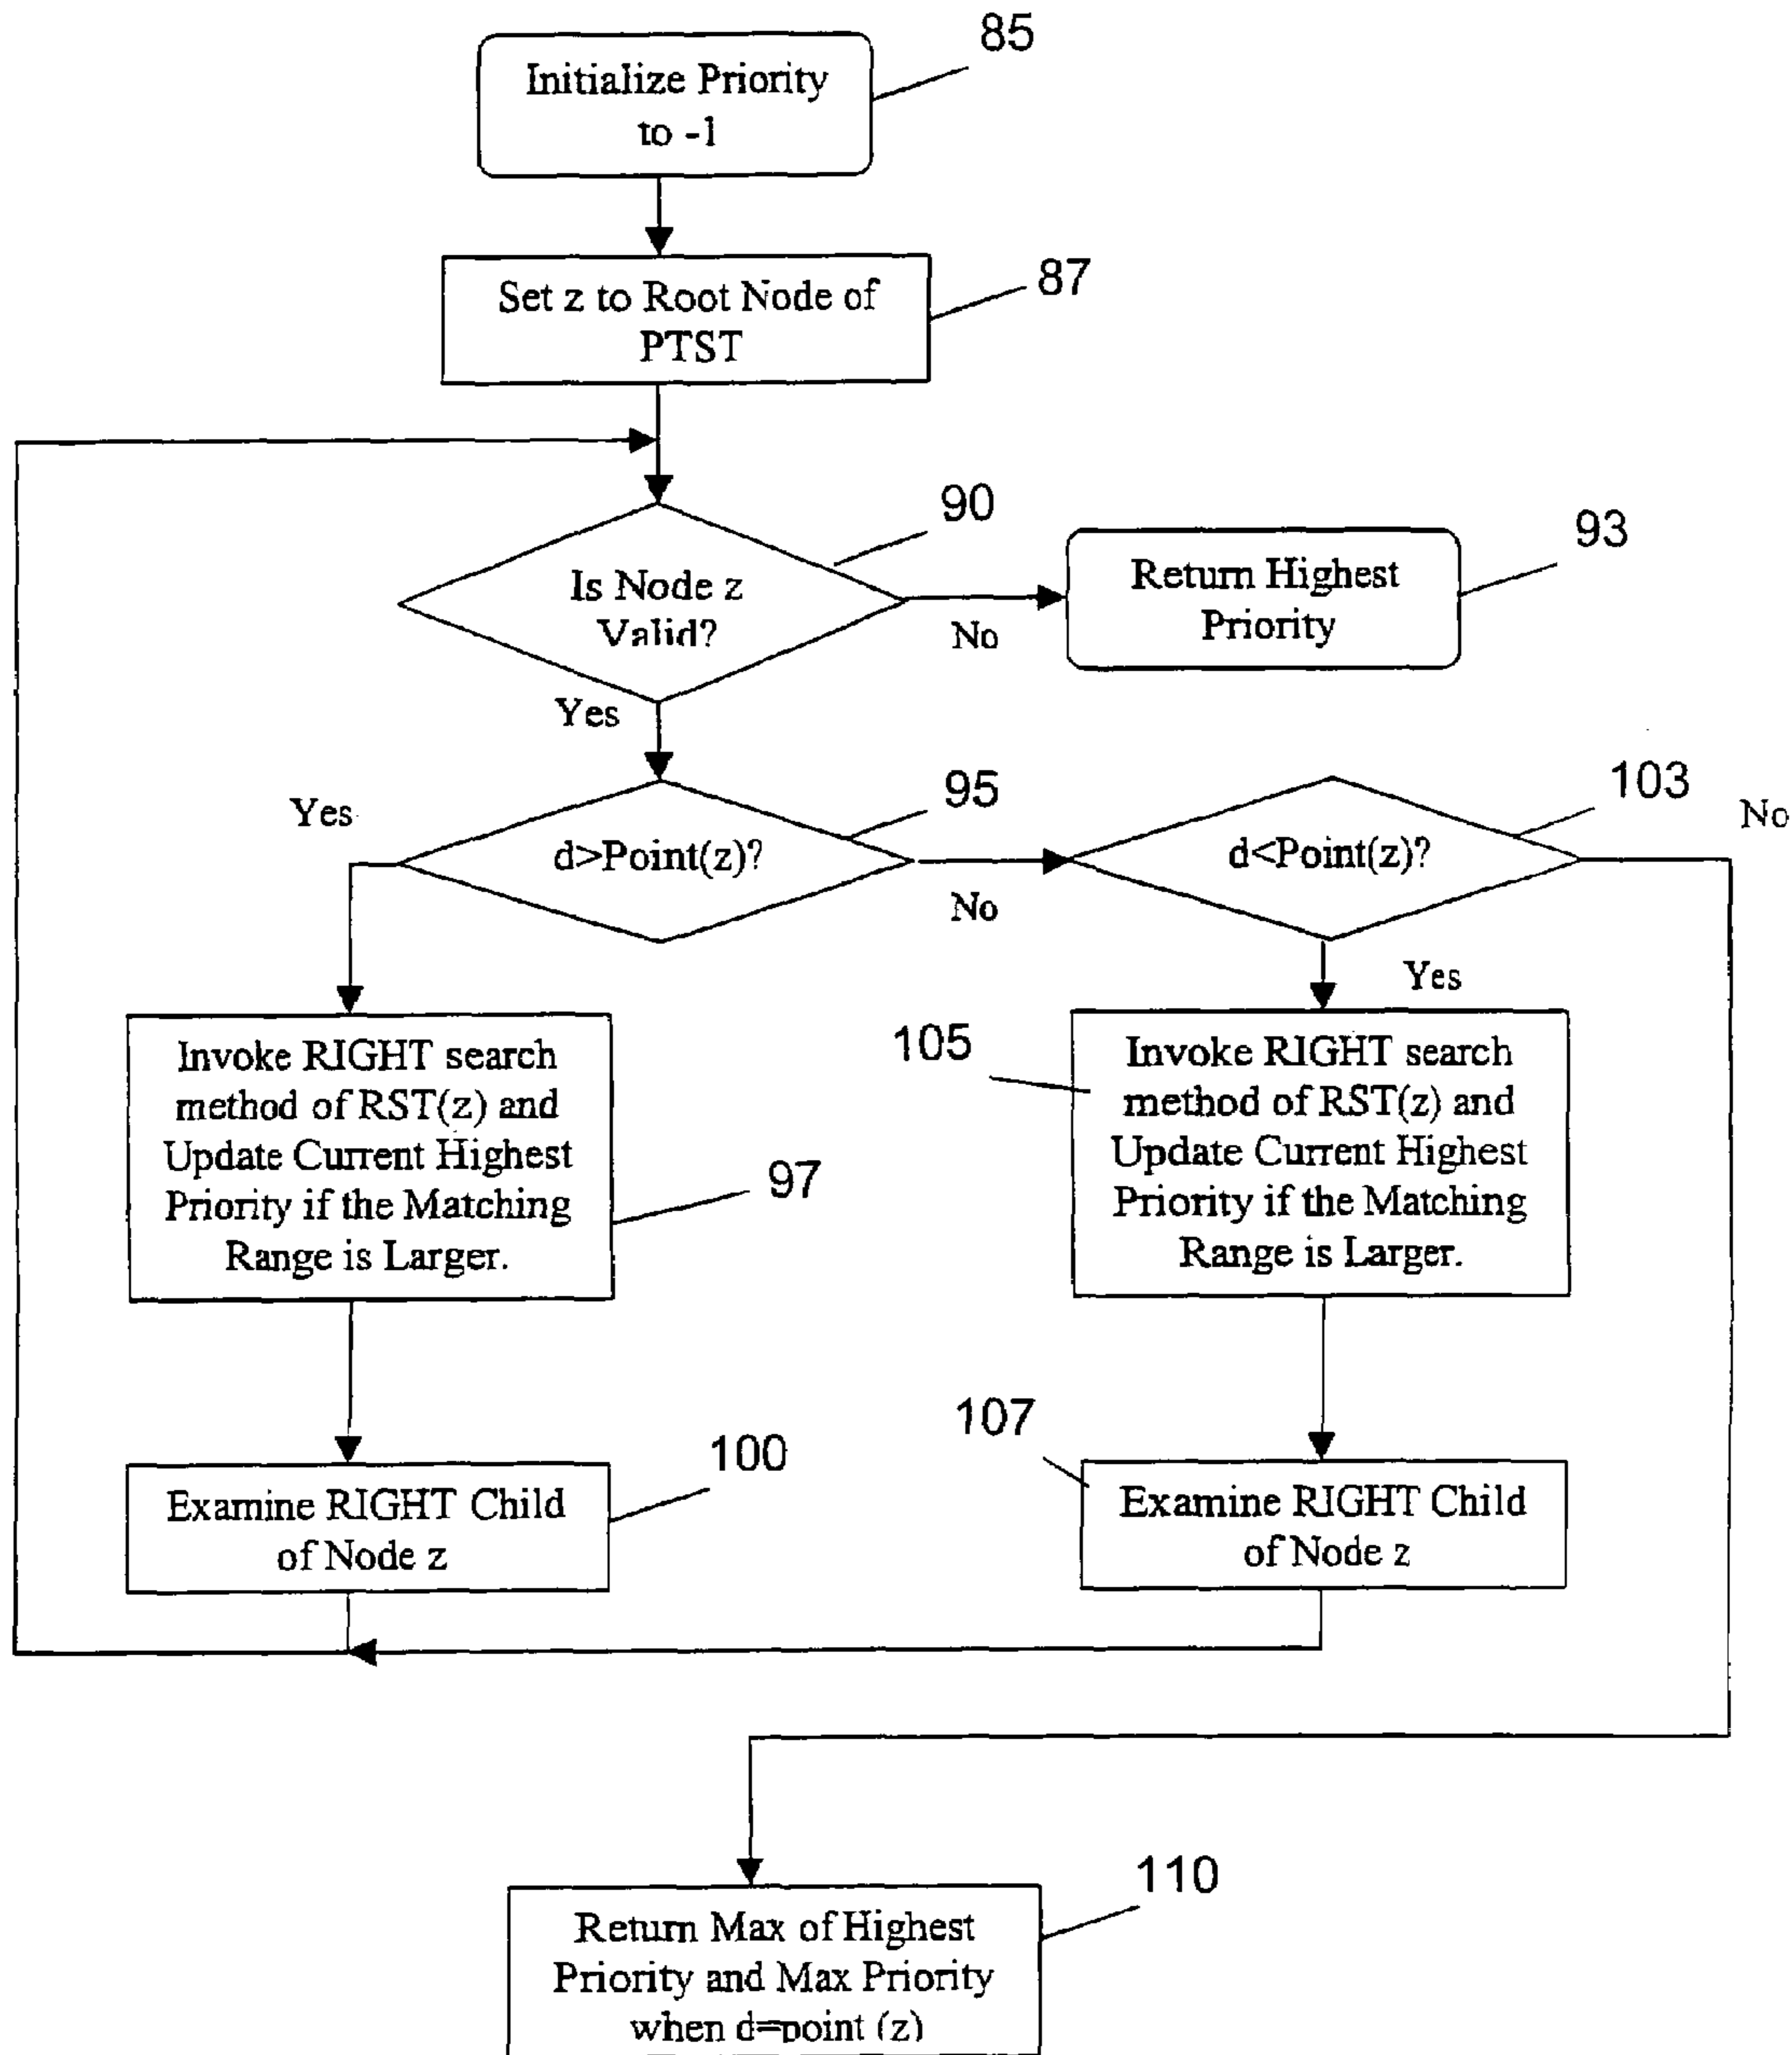 85
Initialize Priority
to -1
87
Set z to Root Node of
PTST
90
Is Node z
Valid?
No
93
Return Highest
Priority
Yes
95
Yes
d>Point(z)?
No
103
No
d<Point(z)?
Yes
Invoke RIGHT search
method of RST(z) and
Update Current Highest
Priority if the Matching
Range is Larger.
97
105
Invoke RIGHT search
method of RST(z) and
Update Current Highest
Priority if the Matching
Range is Larger.
100
Examine RIGHT Child
of Node z
107
Examine RIGHT Child
of Node z
110
Return Max of Highest
Priority and Max Priority
when d=point (z)